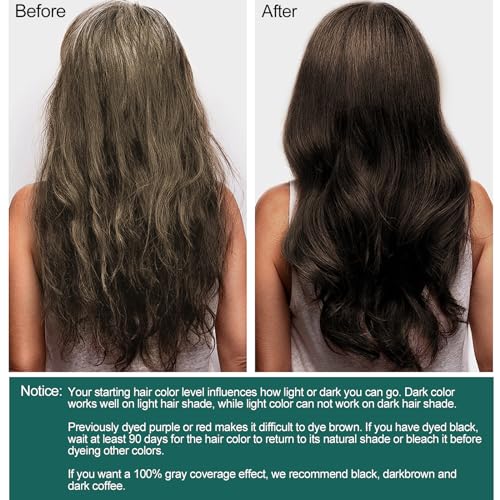 Before
After
Notice: Your starting hair color level influences how light or dark you can go. Dark color
works well on light hair shade, while light color can not work on dark hair shade.
Previously dyed purple or red makes it difficult to dye brown. If you have dyed black,
wait at least 90 days for the hair color to return to its natural shade or bleach it before
dyeing other colors.
If you want a 100% gray coverage effect, we recommend black, darkbrown and
dark coffee.